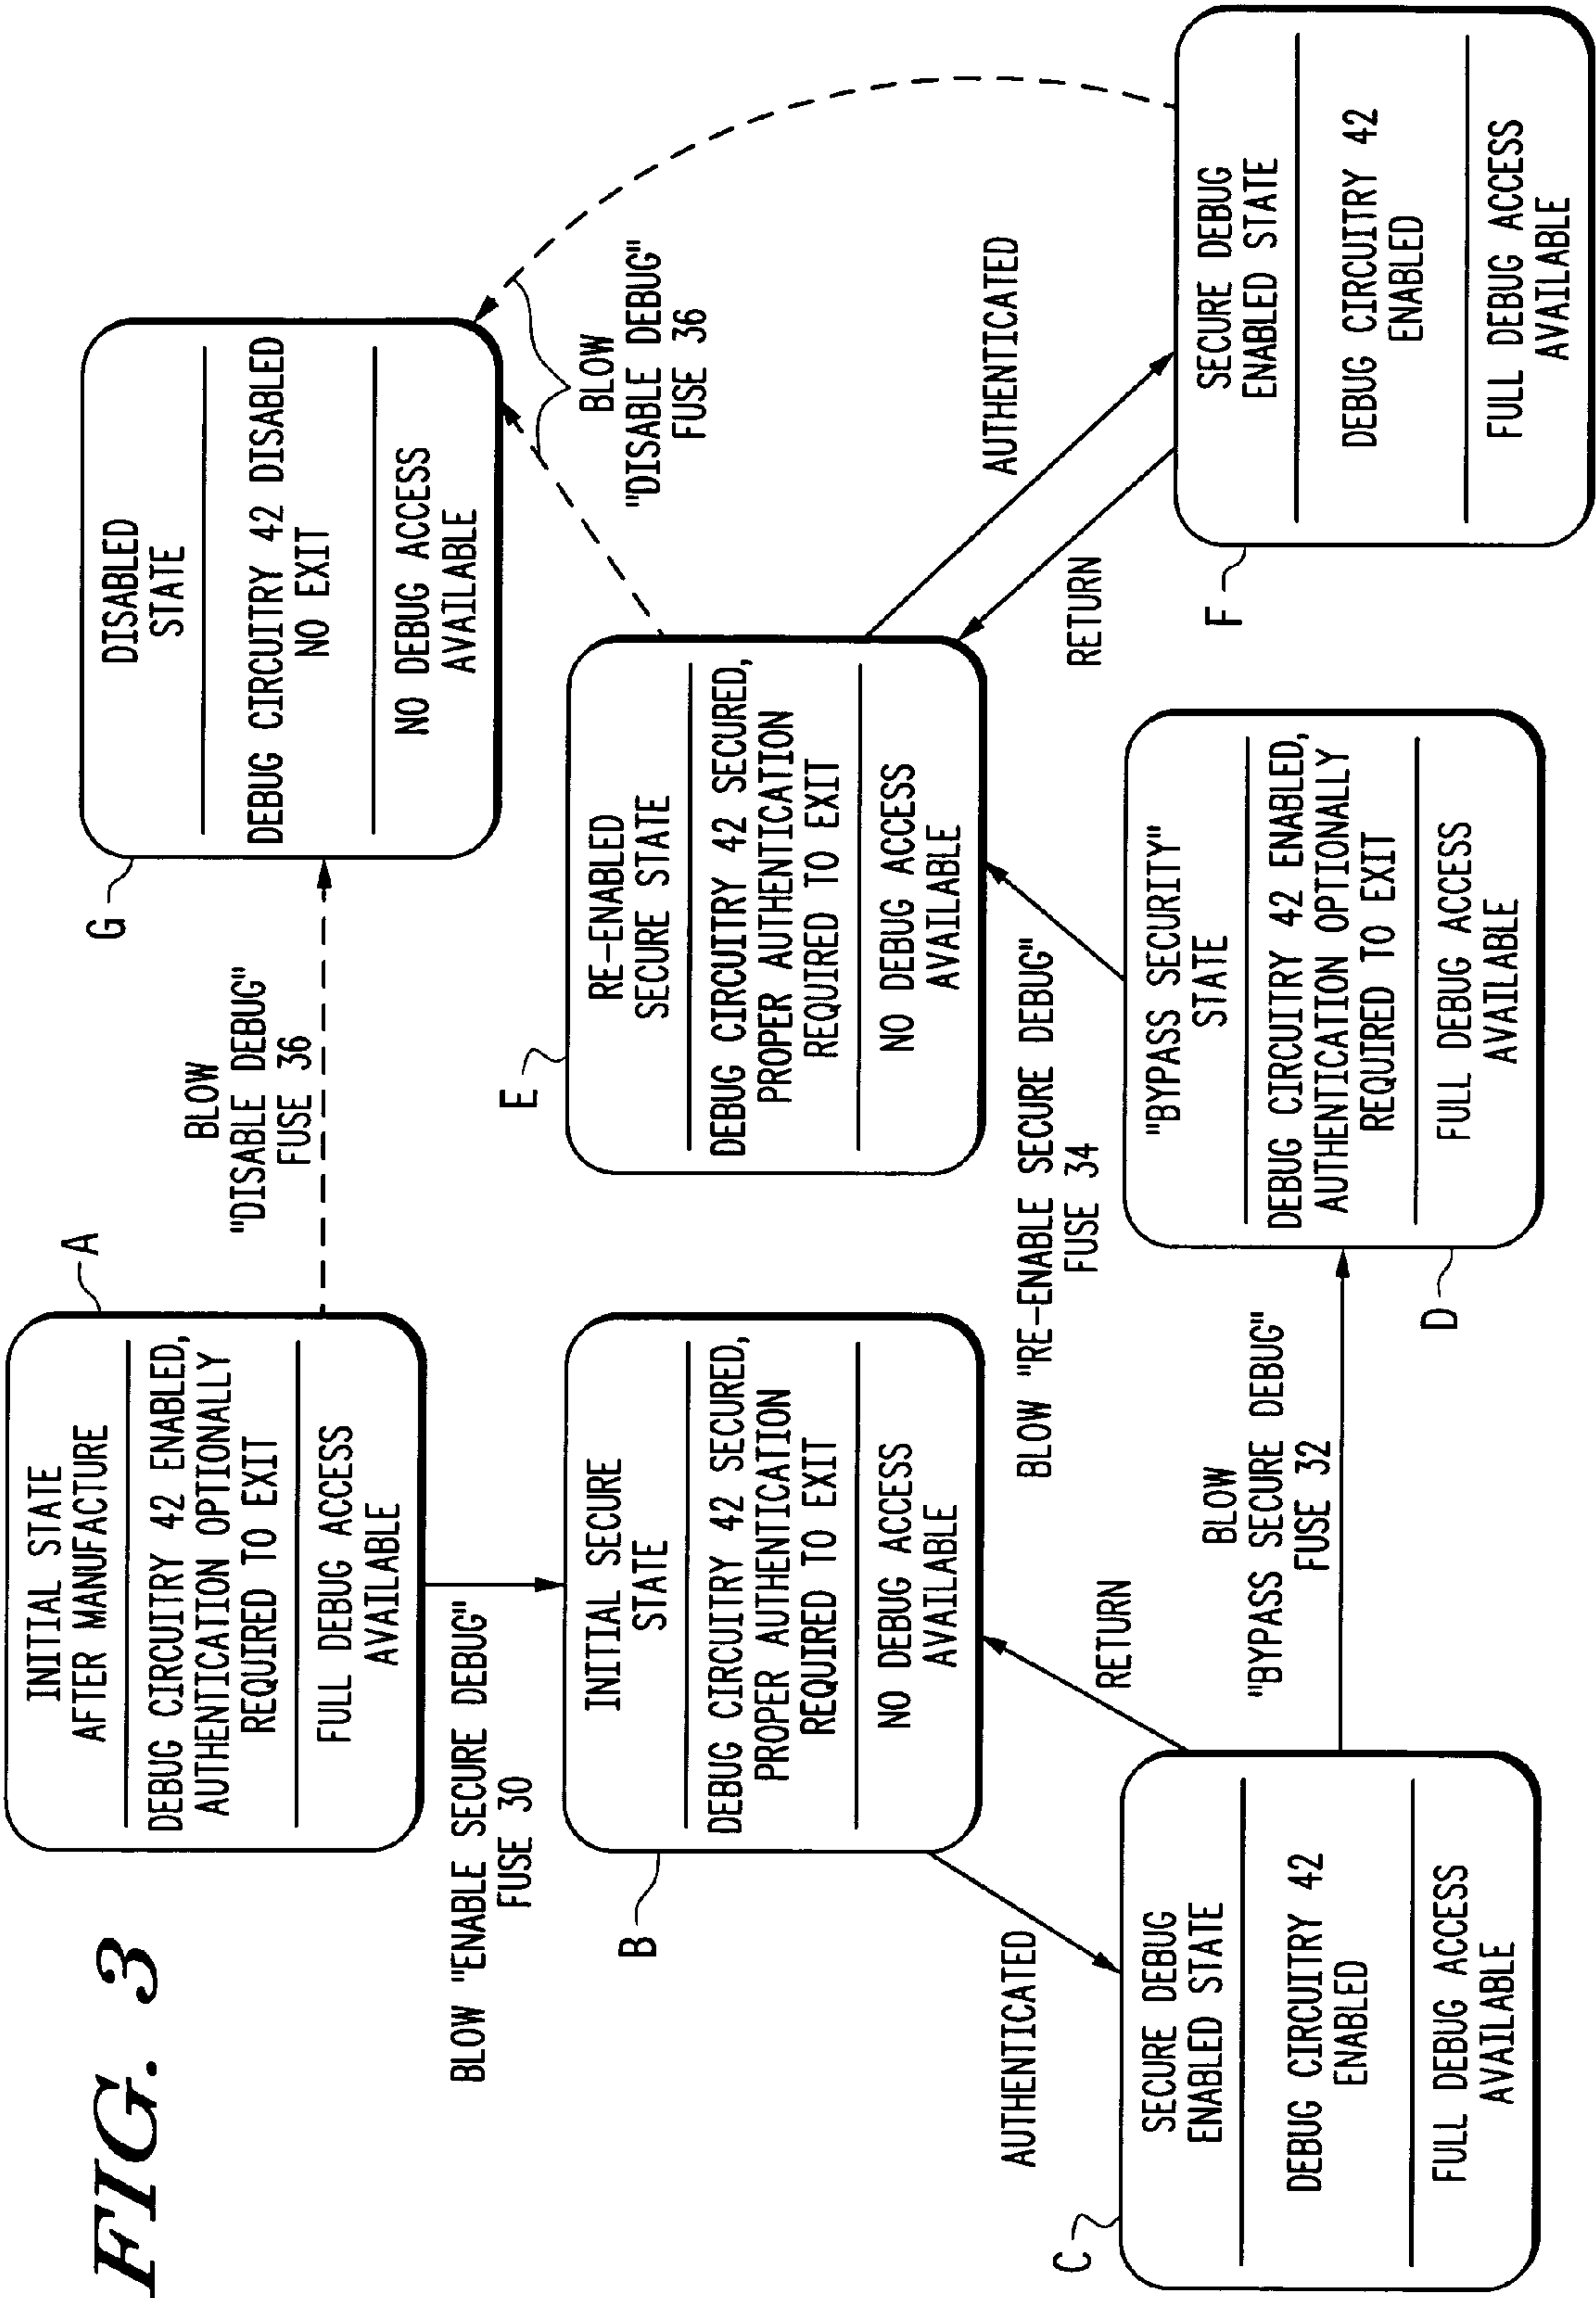 FIG. 3
INITIAL STATE
AFTER MANUFACTURE
DEBUG CIRCUITRY 42 ENABLED,
AUTHENTICATION OPTIONALLY
REQUIRED TO EXIT
FULL DEBUG ACCESS
AVAILABLE
A
BLOW
"DISABLE DEBUG"
FUSE 36
G
DISABLED
STATE
DEBUG CIRCUITRY 42 DISABLED
NO EXIT
NO DEBUG ACCESS
AVAILABLE
BLOW "ENABLE SECURE DEBUG"
FUSE 30
B
INITIAL SECURE
STATE
DEBUG CIRCUITRY 42 SECURED,
PROPER AUTHENTICATION
REQUIRED TO EXIT
NO DEBUG ACCESS
AVAILABLE
E
RE-ENABLED
SECURE STATE
DEBUG CIRCUITRY 42 SECURED,
PROPER AUTHENTICATION
REQUIRED TO EXIT
NO DEBUG ACCESS
AVAILABLE
BLOW
"DISABLE DEBUG"
FUSE 36
AUTHENTICATED
RETURN
BLOW "RE-ENABLE SECURE DEBUG"
FUSE 34
RETURN
AUTHENTICATED
C
SECURE DEBUG
ENABLED STATE
DEBUG CIRCUITRY 42
ENABLED
FULL DEBUG ACCESS
AVAILABLE
BLOW
"BYPASS SECURE DEBUG"
FUSE 32
D
"BYPASS SECURITY"
STATE
DEBUG CIRCUITRY 42 ENABLED,
AUTHENTICATION OPTIONALLY
REQUIRED TO EXIT
FULL DEBUG ACCESS
AVAILABLE
F
SECURE DEBUG
ENABLED STATE
DEBUG CIRCUITRY 42
ENABLED
FULL DEBUG ACCESS
AVAILABLE